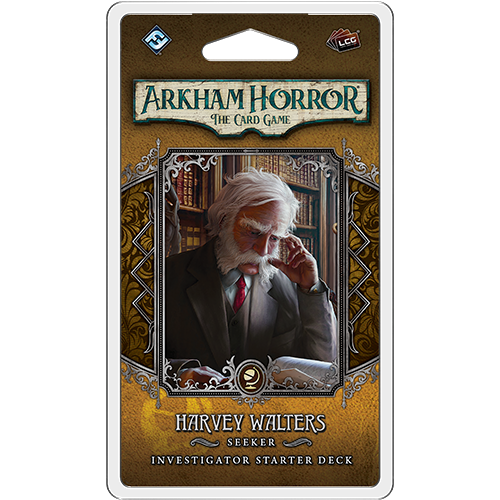 LCG
ARKHAM HORROR
THE CARD GAME
HARVEY WALTERS
SEEKER
INVESTIGATOR STARTER DECK